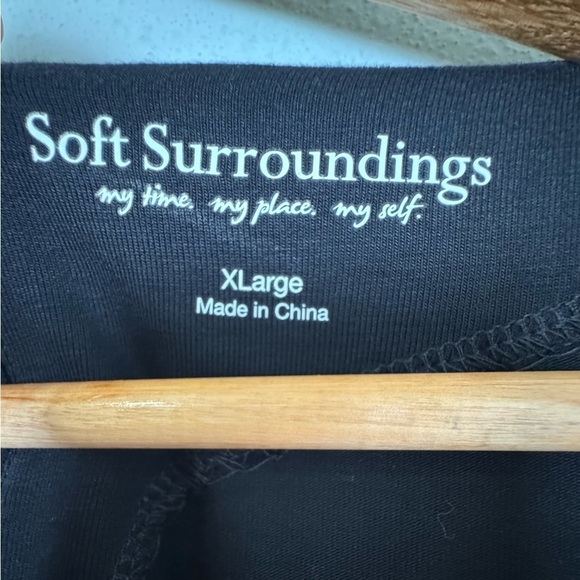 Soft Surroundings
my time. my place. my self.
XLarge
Made in China